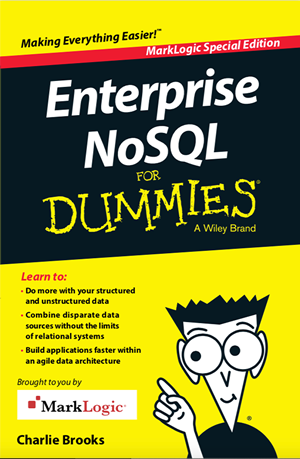 Making Everything Easier!™
MarkLogic Special Edition
Enterprise
NoSQL
FOR
DUMMIES®
A Wiley Brand
Learn to:
• Do more with your structured
and unstructured data
• Combine disparate data
sources without the limits
of relational systems
• Build applications faster within
an agile data architecture
Brought to you by
MarkLogic®
Charlie Brooks